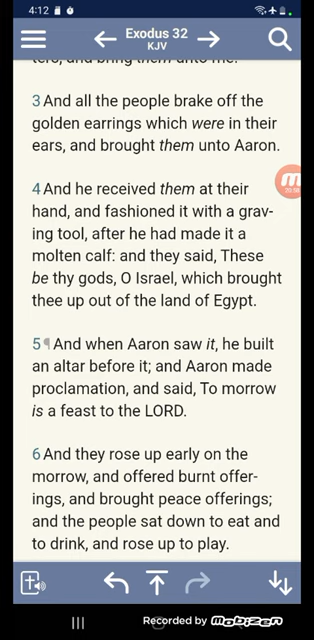 4:12
Exodus 32
KJV
ters, and bring them unto me.
3 And all the people brake off the
golden earrings which were in their
ears, and brought them unto Aaron.
4 And he received them at their
hand, and fashioned it with a grav-
ing tool, after he had made it a
molten calf: and they said, These
be thy gods, O Israel, which brought
thee up out of the land of Egypt.
5 ¶ And when Aaron saw it, he built
an altar before it; and Aaron made
proclamation, and said, To morrow
is a feast to the LORD.
6 And they rose up early on the
morrow, and offered burnt offer-
ings, and brought peace offerings;
and the people sat down to eat and
to drink, and rose up to play.
Recorded by mobizen